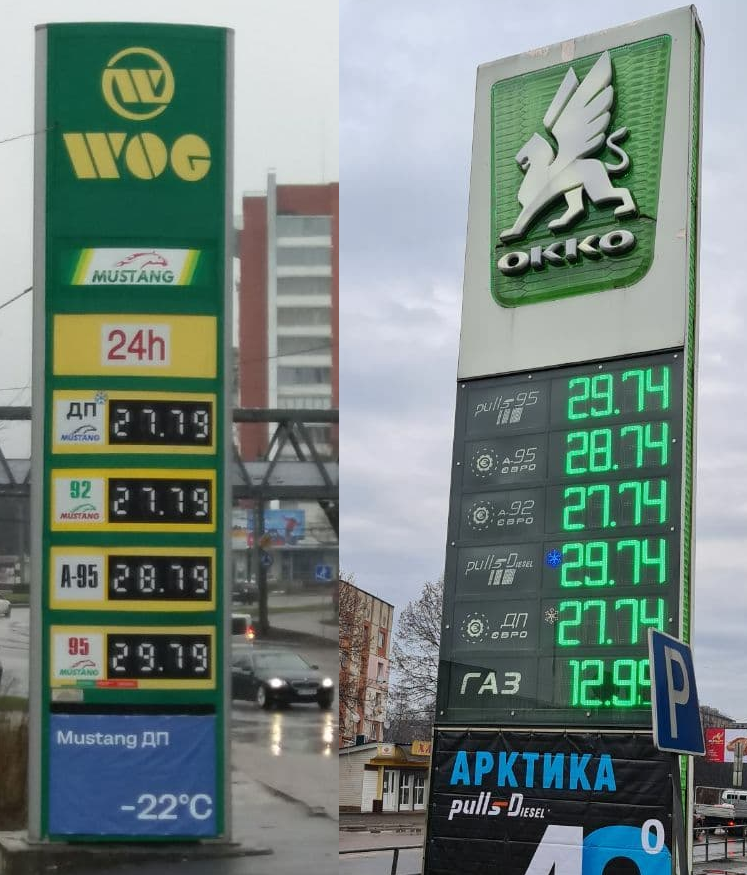 WOG
MUSTANG
24h
ДП 27.79
MUSTANG
92 27.79
MUSTANG
А-95 28.79
95 29.79
MUSTANG
Mustang ДП
-22°C
OKKO
pulls 95 29.74
А-95 ЄВРО 28.74
А-92 ЄВРО 27.74
pulls Diesel 29.74
ДП ЄВРО 27.74
ГАЗ 12.99
P
АРКТИКА
pulls Diesel